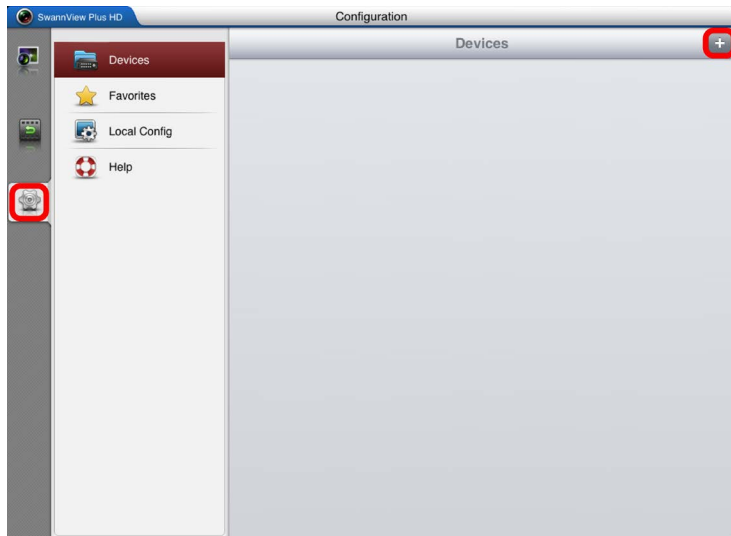 SwannView Plus HD
Configuration
Devices
Devices
Favorites
Local Config
Help